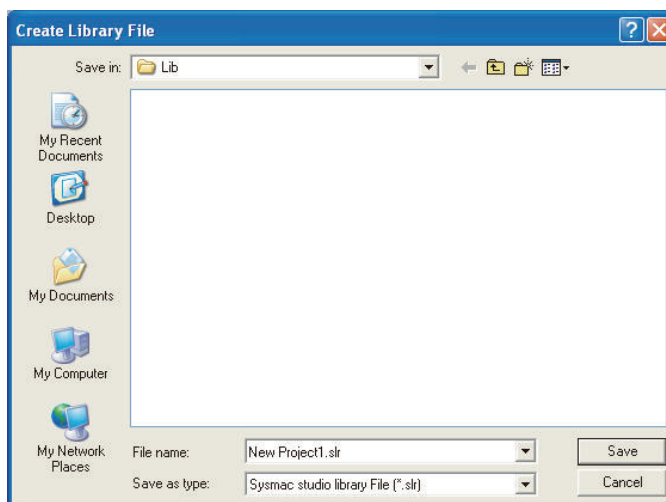 Create Library File
Save in:
Lib
My Recent
Documents
Desktop
My Documents
My Computer
My Network
Places
File name:
New Project1.slr
Save
Save as type:
Sysmac studio library File (*.slr)
Cancel